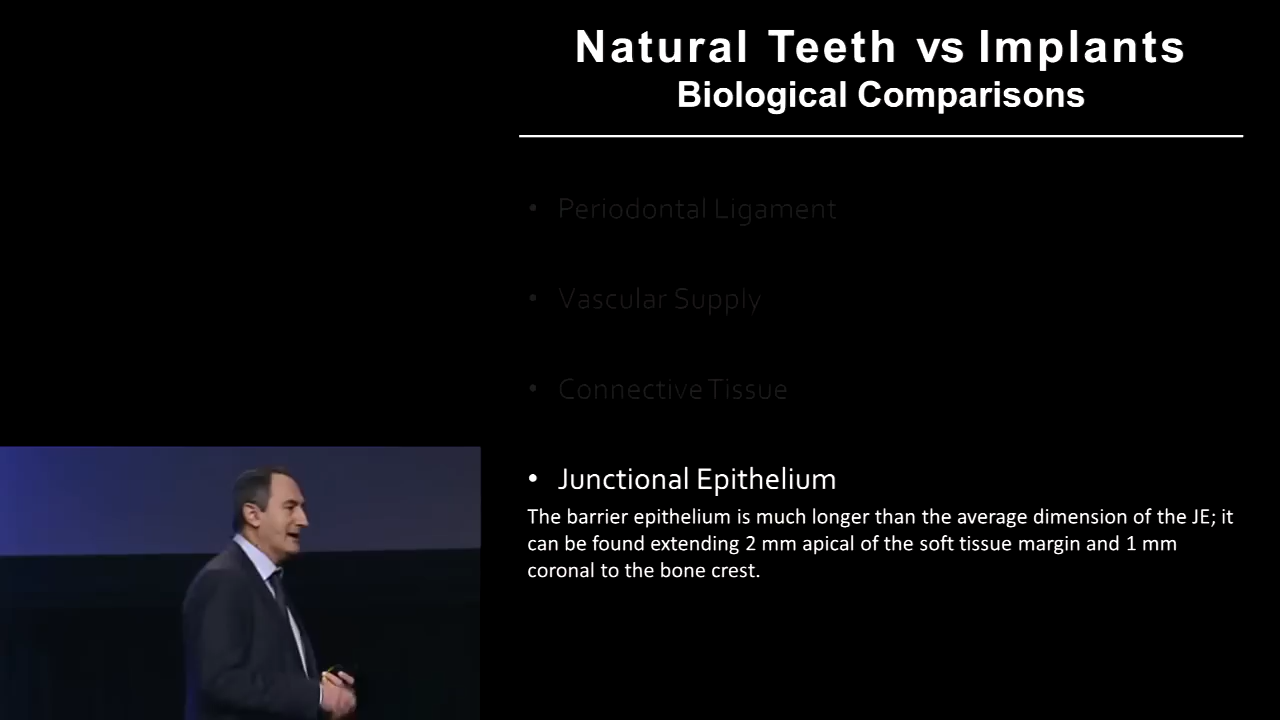 Natural Teeth vs Implants
Biological Comparisons
• Periodontal Ligament
• Vascular Supply
• Connective Tissue
• Junctional Epithelium
The barrier epithelium is much longer than the average dimension of the JE; it
can be found extending 2 mm apical of the soft tissue margin and 1 mm
coronal to the bone crest.